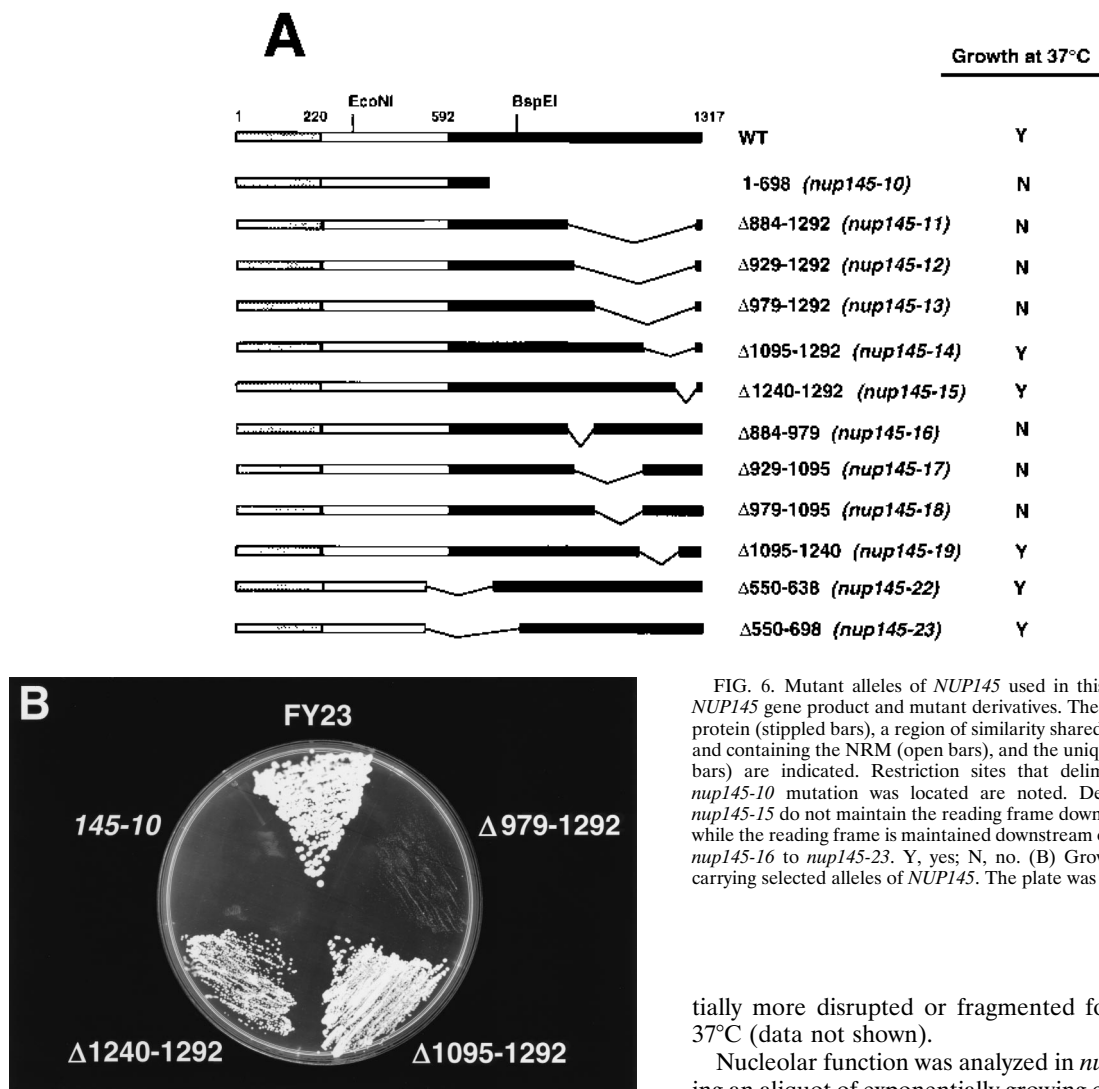 A
Growth at 37°C
EcoNI BspEI
1 220 592 1317
WT Y
1-698 (nup145-10) N
Δ884-1292 (nup145-11) N
Δ929-1292 (nup145-12) N
Δ979-1292 (nup145-13) N
Δ1095-1292 (nup145-14) Y
Δ1240-1292 (nup145-15) Y
Δ884-979 (nup145-16) N
Δ929-1095 (nup145-17) N
Δ979-1095 (nup145-18) N
Δ1095-1240 (nup145-19) Y
Δ550-638 (nup145-22) Y
Δ550-698 (nup145-23) Y
B
FY23
145-10
Δ979-1292
Δ1240-1292
Δ1095-1292
FIG. 6. Mutant alleles of NUP145 used in this
NUP145 gene product and mutant derivatives. The
protein (stippled bars), a region of similarity shared
and containing the NRM (open bars), and the uniq
bars) are indicated. Restriction sites that delim
nup145-10 mutation was located are noted. De
nup145-15 do not maintain the reading frame down
while the reading frame is maintained downstream
nup145-16 to nup145-23. Y, yes; N, no. (B) Grow
carrying selected alleles of NUP145. The plate was
tially more disrupted or fragmented fo
37°C (data not shown).
Nucleolar function was analyzed in nu
ing an aliquot of exponentially growing